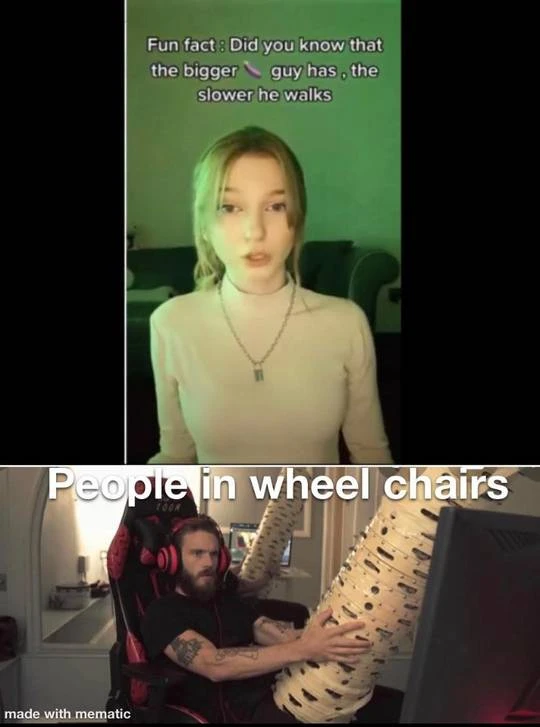 Fun fact : Did you know that
the bigger 🍆 guy has , the
slower he walks
People in wheel chairs
made with mematic